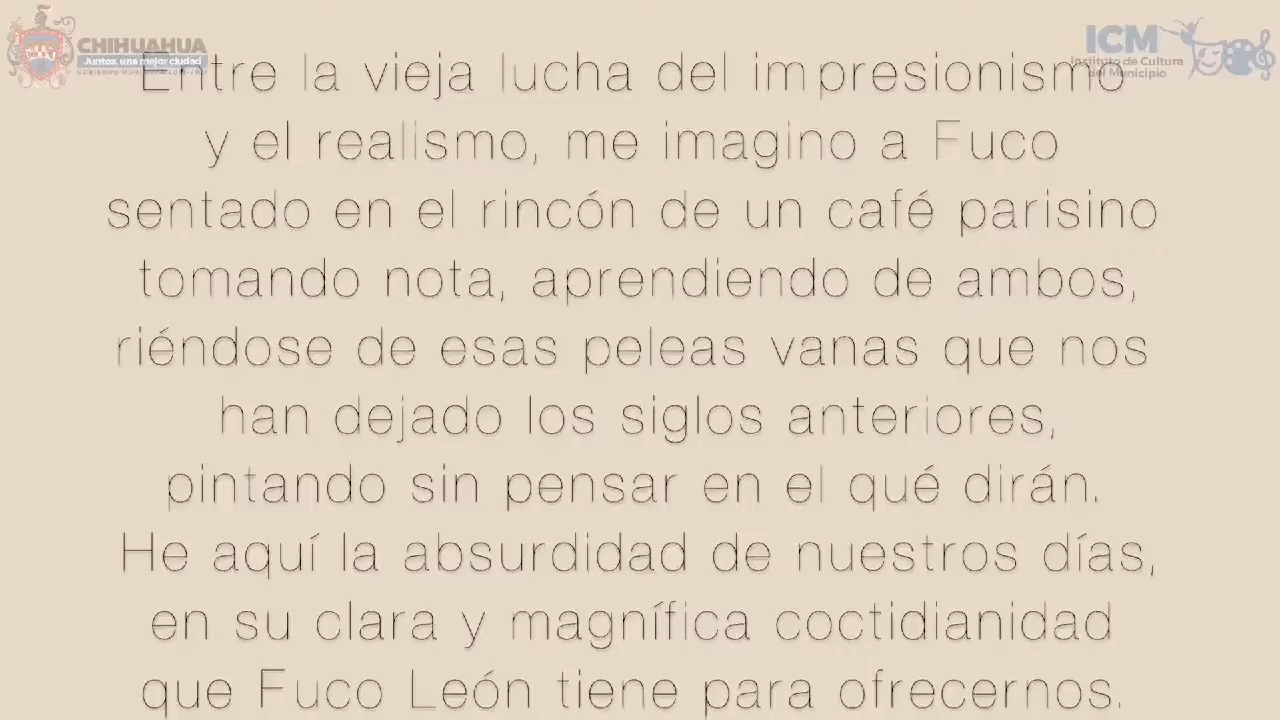 CHIHUAHUA
Juntos, una mejor ciudad
ICM
Instituto de Cultura
del Municipio
Entre la vieja lucha del impresionismo
y el realismo, me imagino a Fuco
sentado en el rincón de un café parisino
tomando nota, aprendiendo de ambos,
riéndose de esas peleas vanas que nos
han dejado los siglos anteriores,
pintando sin pensar en el qué dirán.
He aquí la absurdidad de nuestros días,
en su clara y magnífica coctidianidad
que Fuco León tiene para ofrecernos.